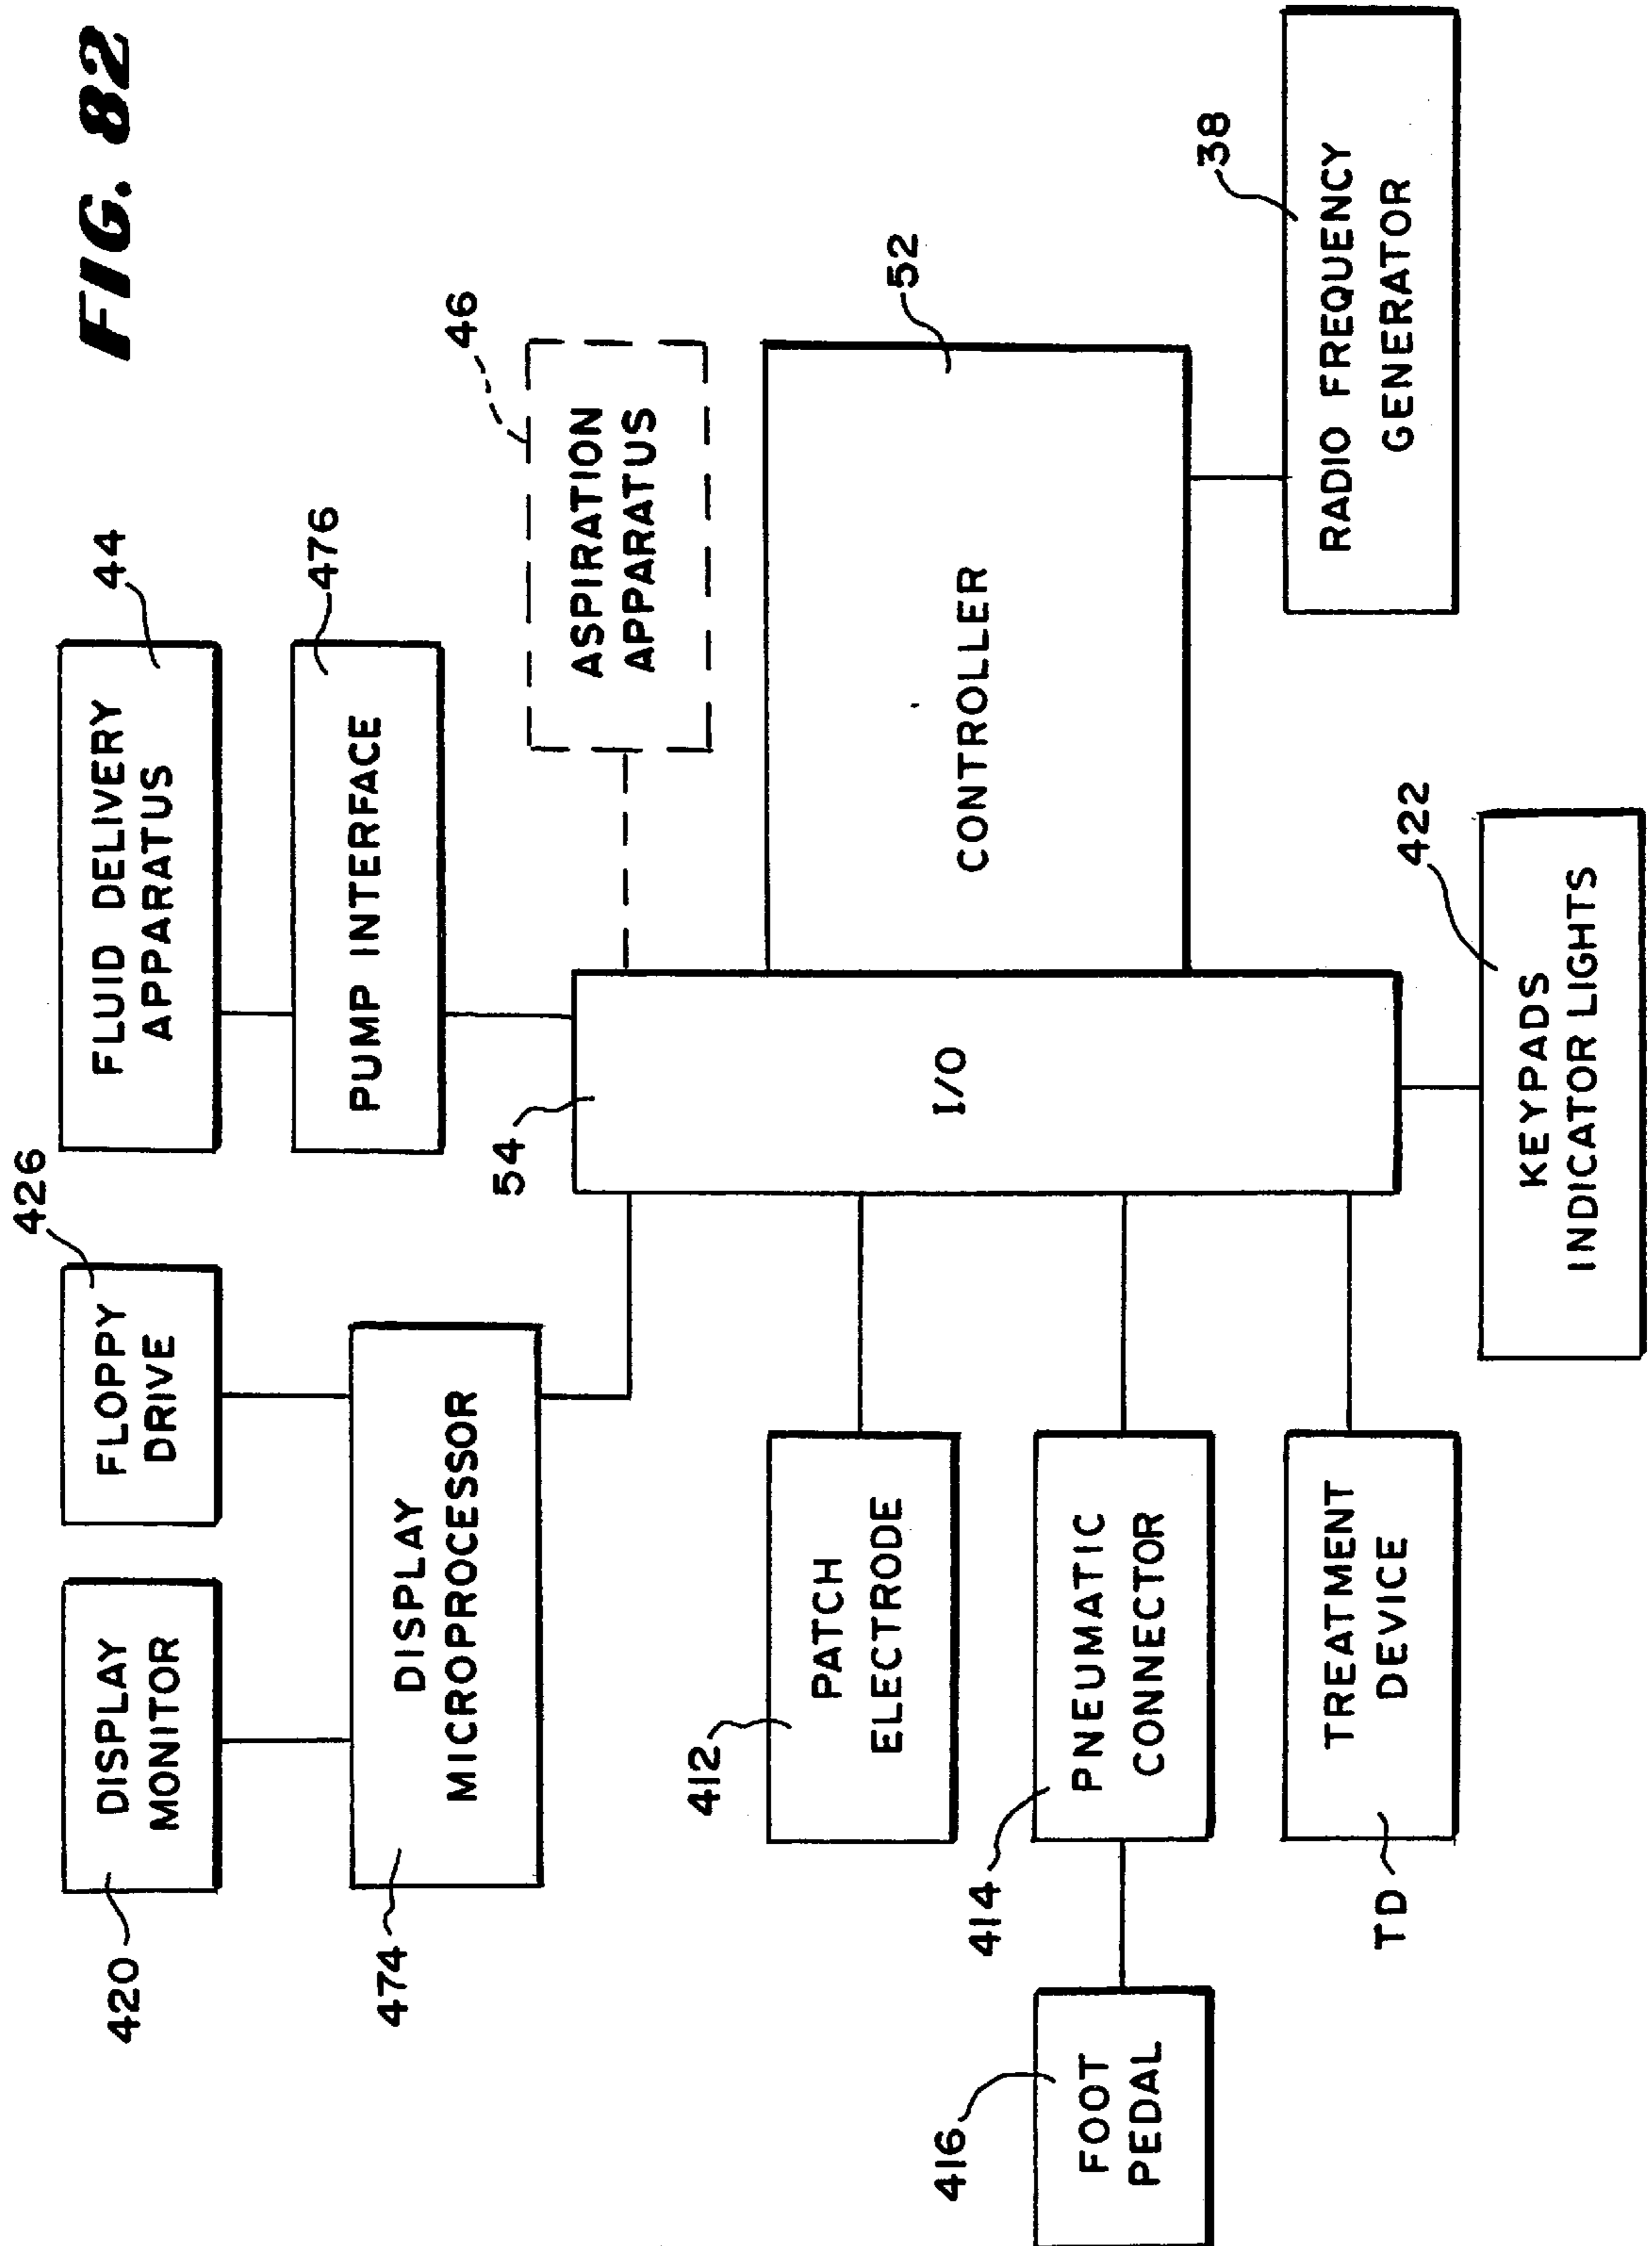 FIG. 82
420
DISPLAY
MONITOR
426
FLOPPY
DRIVE
44
FLUID DELIVERY
APPARATUS
476
PUMP INTERFACE
474
DISPLAY
MICROPROCESSOR
46
ASPIRATION
APPARATUS
54
I/O
52
CONTROLLER
412
PATCH
ELECTRODE
414
PNEUMATIC
CONNECTOR
416
FOOT
PEDAL
TD
TREATMENT
DEVICE
422
KEYPADS
INDICATOR LIGHTS
38
RADIO FREQUENCY
GENERATOR